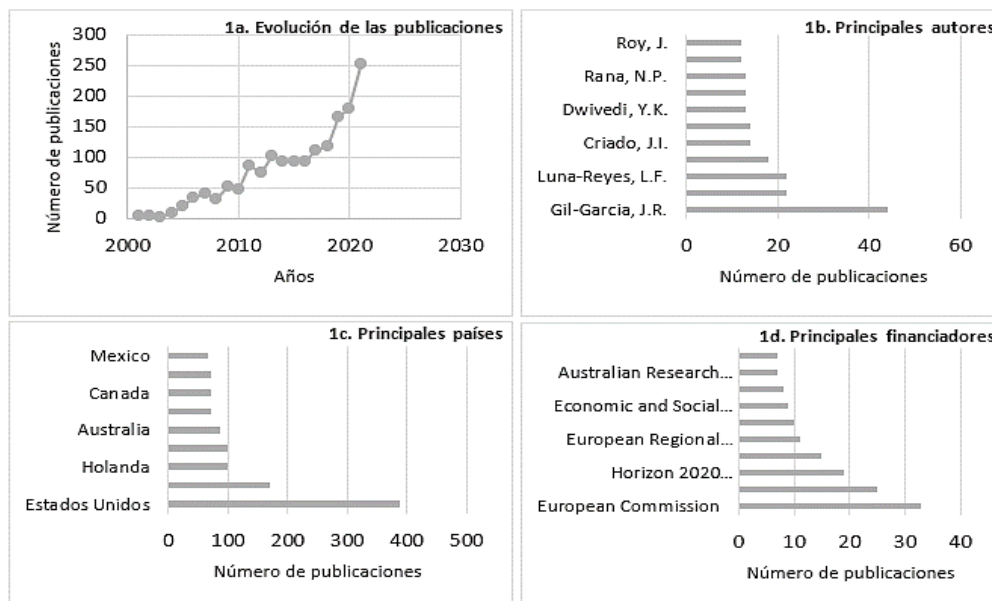 1a. Evolución de las publicaciones
Número de publicaciones
300
250
200
150
100
50
0
2000 2010 2020 2030
Años
1b. Principales autores
Roy, J.
Rana, N.P.
Dwivedi, Y.K.
Criado, J.I.
Luna-Reyes, L.F.
Gil-Garcia, J.R.
0 20 40 60
Número de publicaciones
1c. Principales países
Mexico
Canada
Australia
Holanda
Estados Unidos
0 100 200 300 400 500
Número de publicaciones
1d. Principales financiadores
Australian Research...
Economic and Social...
European Regional...
Horizon 2020...
European Commission
0 10 20 30 40
Número de publicaciones